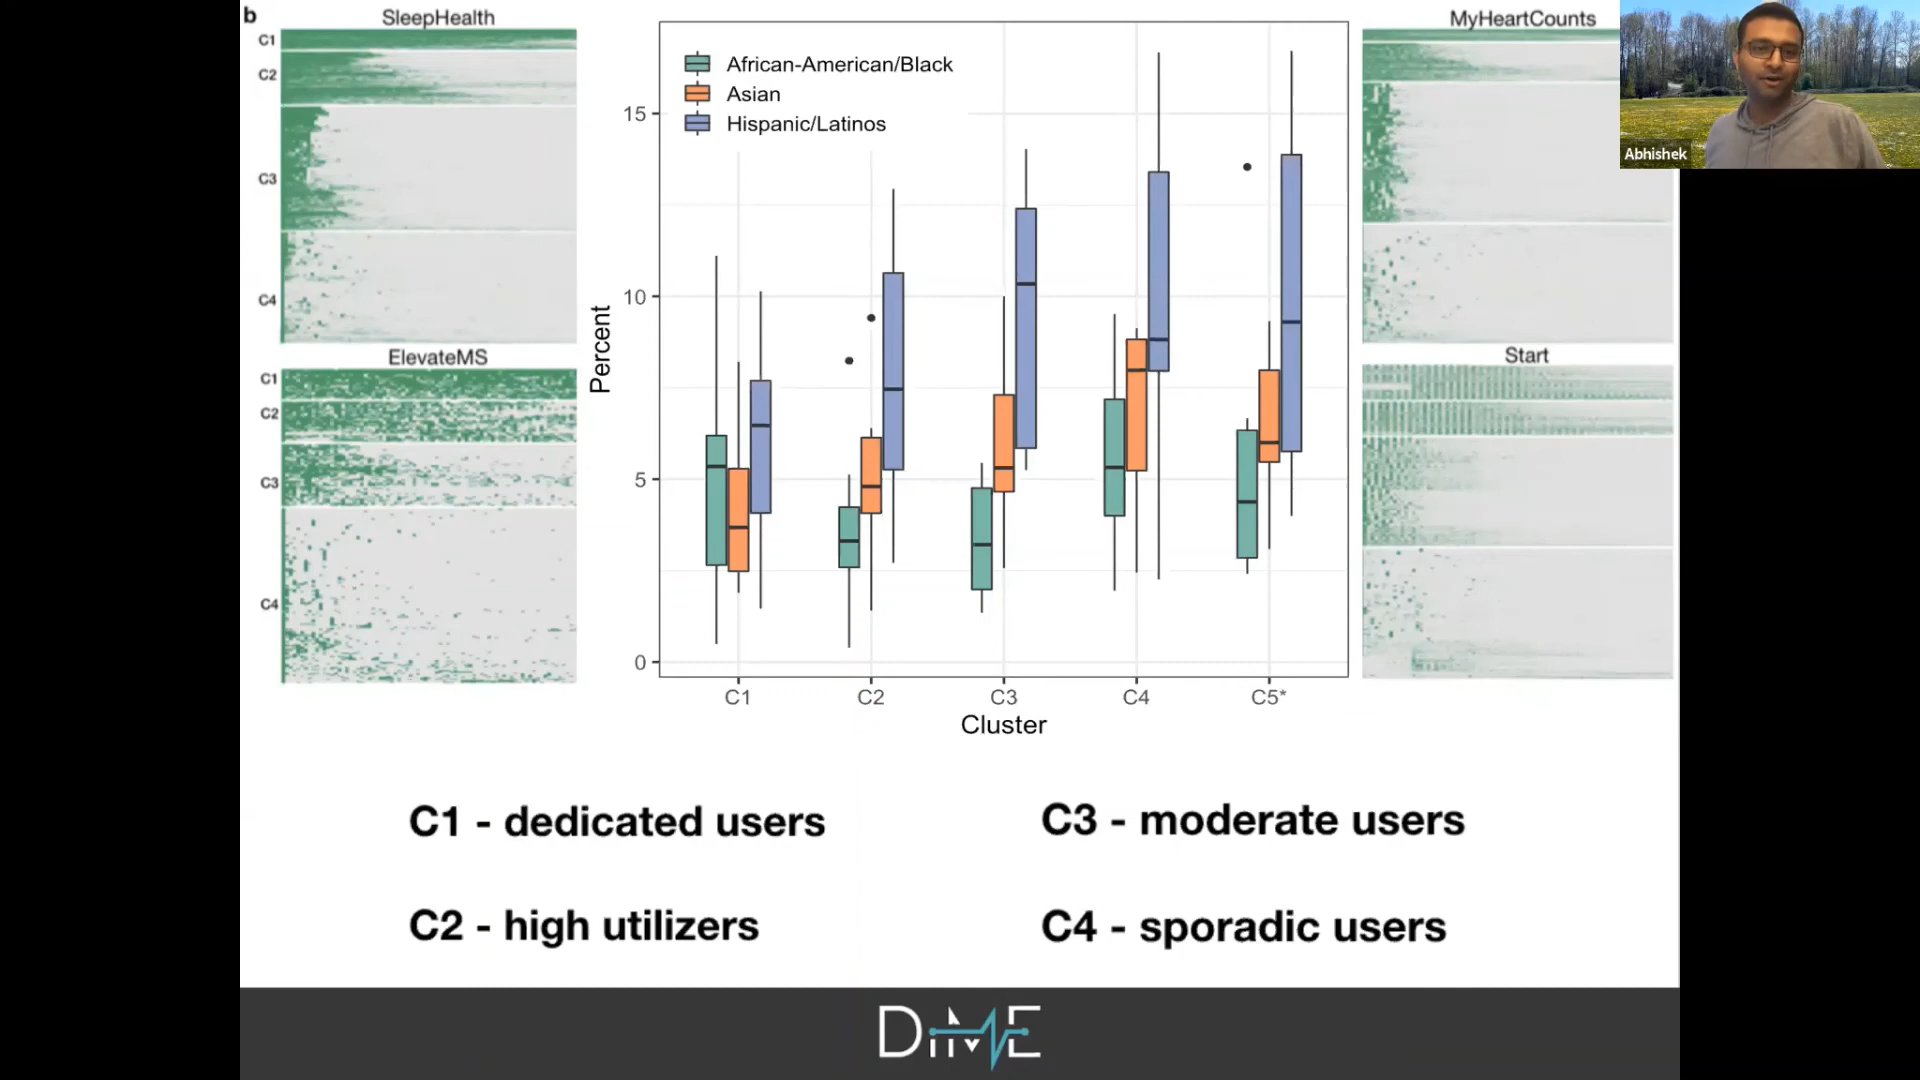 b
SleepHealth
C1
C2
C3
C4
ElevateMS
C1
C2
C3
C4
African-American/Black
Asian
Hispanic/Latinos
Percent
15
10
5
0
C1
C2
C3
C4
C5*
Cluster
MyHeartCounts
Start
Abhishek
C1 - dedicated users
C3 - moderate users
C2 - high utilizers
C4 - sporadic users
DiME